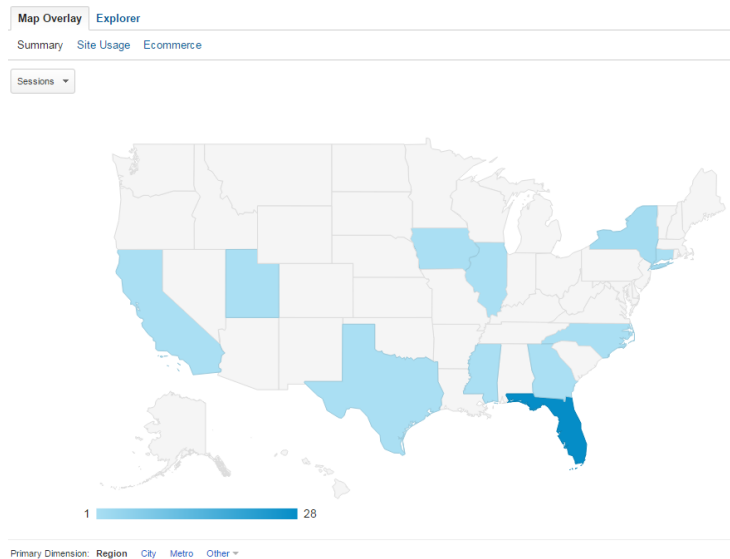 Map Overlay Explorer
Summary Site Usage Ecommerce
Sessions
1 28
Primary Dimension: Region City Metro Other